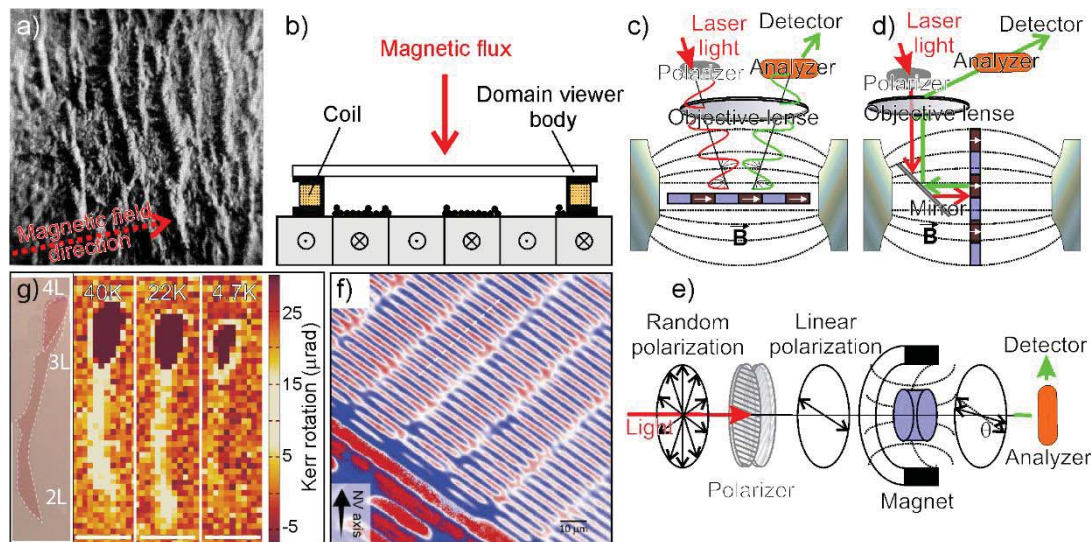 a)
Magnetic field
direction
b)
Magnetic flux
Coil
Domain viewer
body
c)
Laser
light
Detector
Polarizer
Analyzer
Objective lense
B
d)
Laser
light
Detector
Analyzer
Polarizer
Objective lense
Mirror
B
g)
4L
3L
2L
40K
22K
4.7K
25
15
5
-5
Kerr rotation (µrad)
f)
NV axis
10 µm
e)
Random
polarization
Linear
polarization
Detector
Light
θ
Polarizer
Magnet
Analyzer